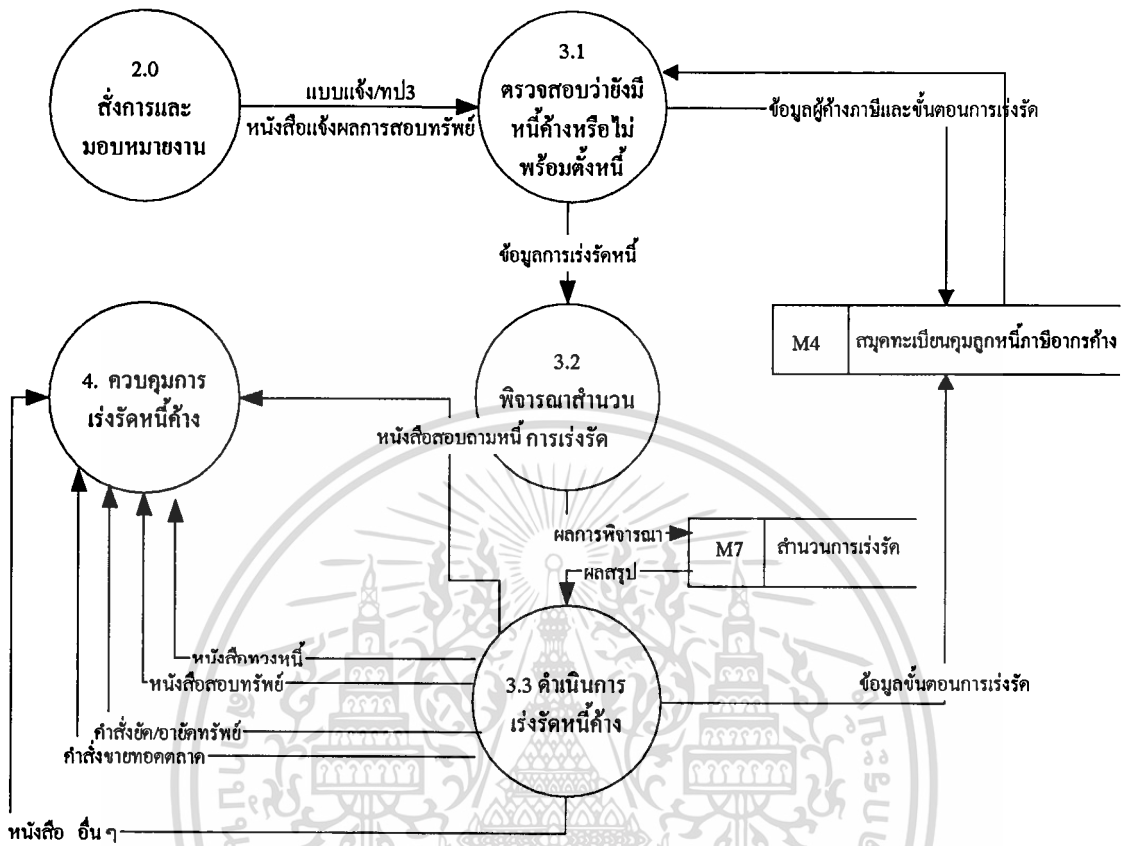 2.0
สั่งการและ
มอบหมายงาน
แบบแจ้ง/ทป3
หนังสือแจ้งผลการสอบทรัพย์
3.1
ตรวจสอบว่ายังมี
หนี้ค้างหรือไม่
พร้อมตั้งหนี้
ข้อมูลผู้ค้างภาษีและขั้นตอนการเร่งรัด
ข้อมูลการเร่งรัดหนี้
M4 สมุดทะเบียนคุมลูกหนี้ภาษีอากรค้าง
4. ควบคุมการ
เร่งรัดหนี้ค้าง
3.2
พิจารณาสำนวน
การเร่งรัด
หนังสือสอบถามหนี้
ผลการพิจารณา
M7 สำนวนการเร่งรัด
ผลสรุป
3.3 ดำเนินการ
เร่งรัดหนี้ค้าง
ข้อมูลขั้นตอนการเร่งรัด
หนังสือทวงหนี้
หนังสือสอบทรัพย์
คำสั่งยึด/อายัดทรัพย์
คำสั่งขายทอดตลาด
หนังสือ อื่น ๆ